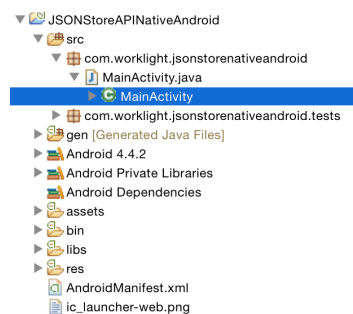 JSONStoreAPINativeAndroid
src
com.worklight.jsonstorenativeandroid
MainActivity.java
MainActivity
com.worklight.jsonstorenativeandroid.tests
gen [Generated Java Files]
Android 4.4.2
Android Private Libraries
Android Dependencies
assets
bin
libs
res
AndroidManifest.xml
ic_launcher-web.png